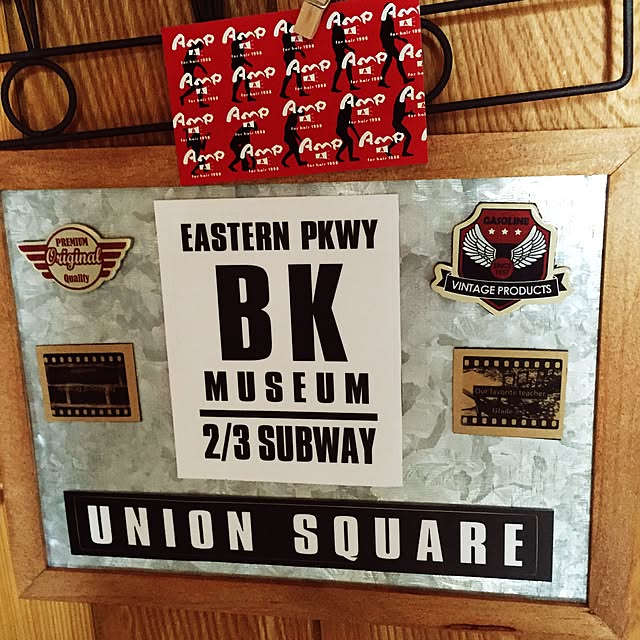 Amp
A
for hair 1998
EASTERN PKWY
BK
MUSEUM
2/3 SUBWAY
PREMIUM
Original
Quality
GASOLINE
VINTAGE PRODUCTS
Our favorite teacher
UNION SQUARE